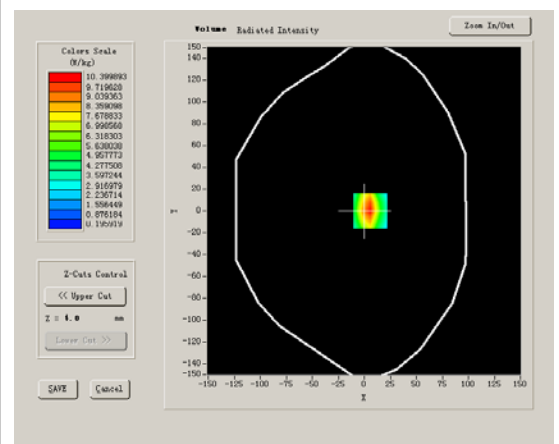 Volume Radiated Intensity
Zoom In/Out
Colors Scale
(W/kg)
10.399893
9.719628
9.039363
8.359098
7.678833
6.998568
6.318303
5.638038
4.957773
4.277508
3.597244
2.916979
2.236714
1.556449
0.876184
0.195919
Z-Cuts Control
<< Upper Cut
Z = 4.0 mm
Lower Cut >>
SAVE
Cancel
150
140
120
100
80
60
40
20
0
-20
-40
-60
-80
-100
-120
-140
-150
Y
-150 -125 -100 -75 -50 -25 0 25 50 75 100 125 150
X